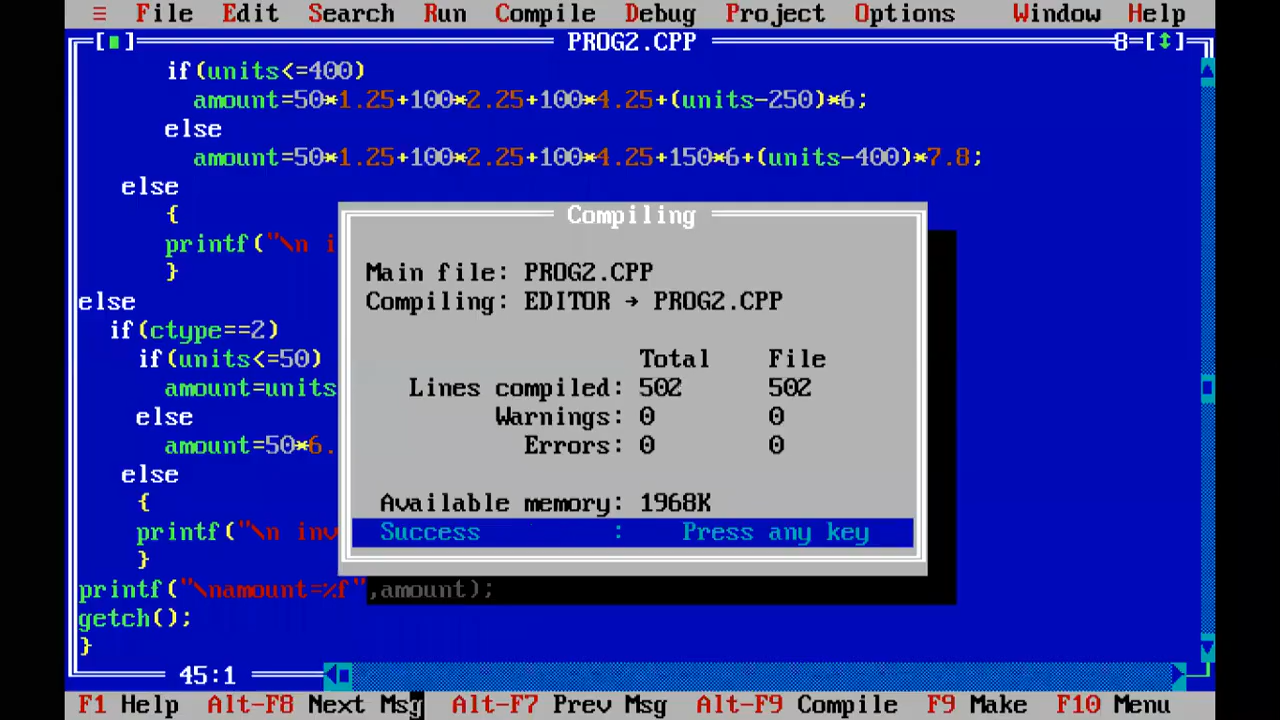 ≡ File Edit Search Run Compile Debug Project Options Window Help
[■] PROG2.CPP 8=[↕]
if(units<=400)
amount=50*1.25+100*2.25+100*4.25+(units-250)*6;
else
amount=50*1.25+100*2.25+100*4.25+150*6+(units-400)*7.8;
else
{
printf("\n i
}
else
if(ctype==2)
if(units<=50)
amount=units
else
amount=50*6.
else
{
printf("\n inv
}
printf("\namount=%f",amount);
getch();
}
Compiling
Main file: PROG2.CPP
Compiling: EDITOR → PROG2.CPP
Total File
Lines compiled: 502 502
Warnings: 0 0
Errors: 0 0
Available memory: 1968K
Success : Press any key
45:1
F1 Help Alt-F8 Next Msg Alt-F7 Prev Msg Alt-F9 Compile F9 Make F10 Menu